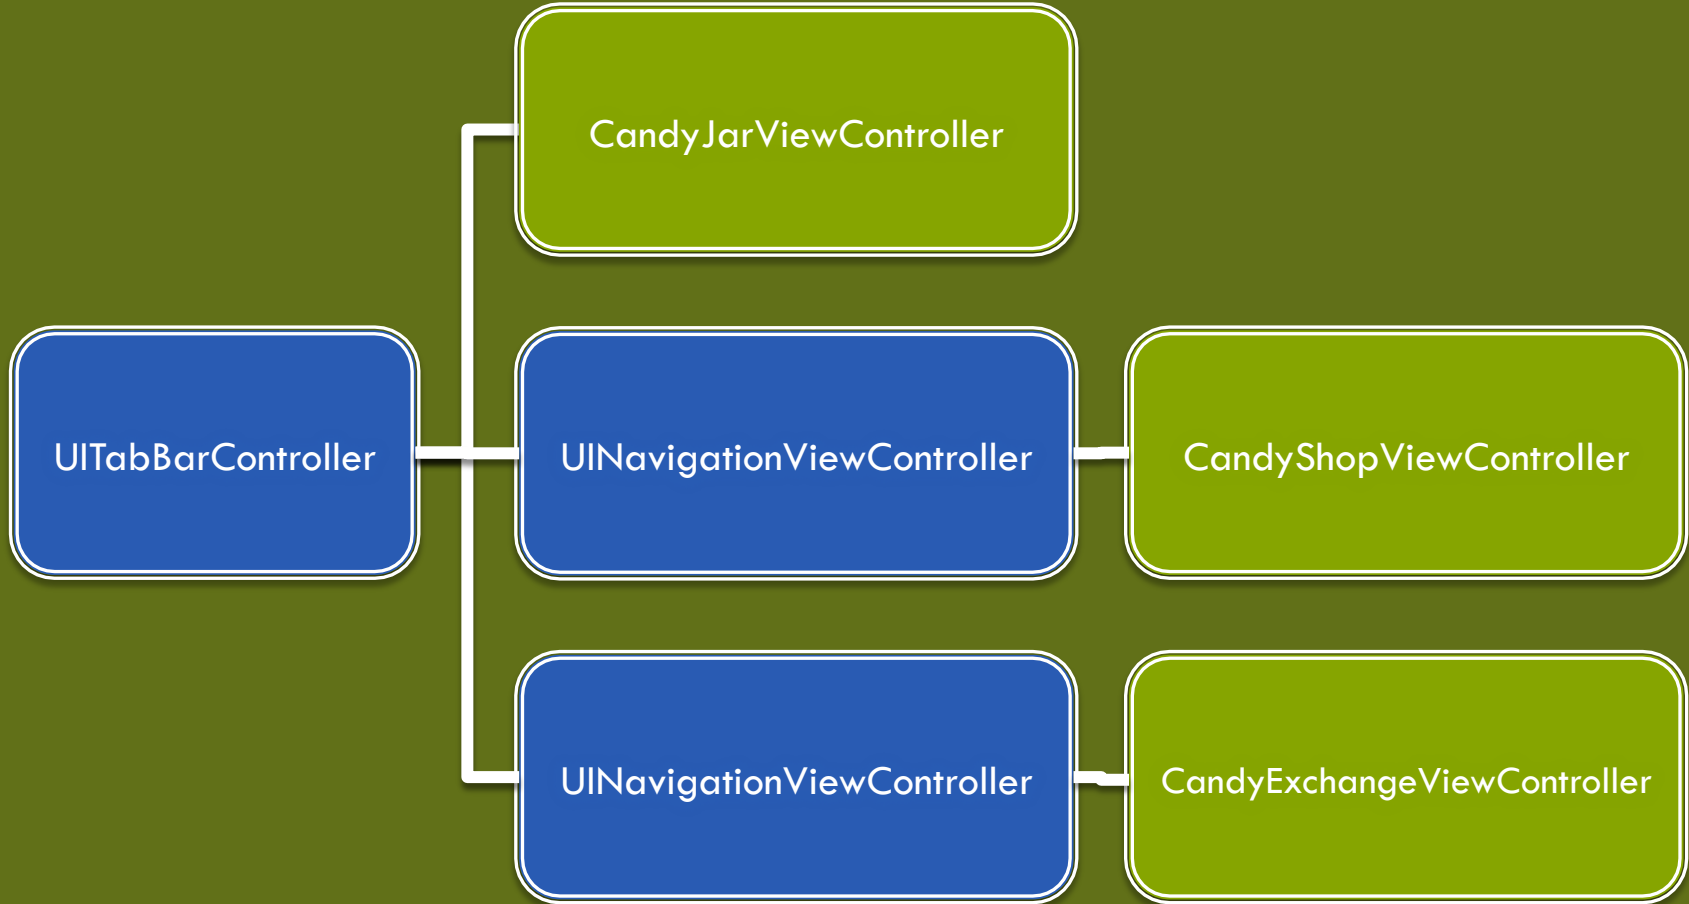 CandyJarViewController
UITabBarController
UINavigationViewController
CandyShopViewController
UINavigationViewController
CandyExchangeViewController